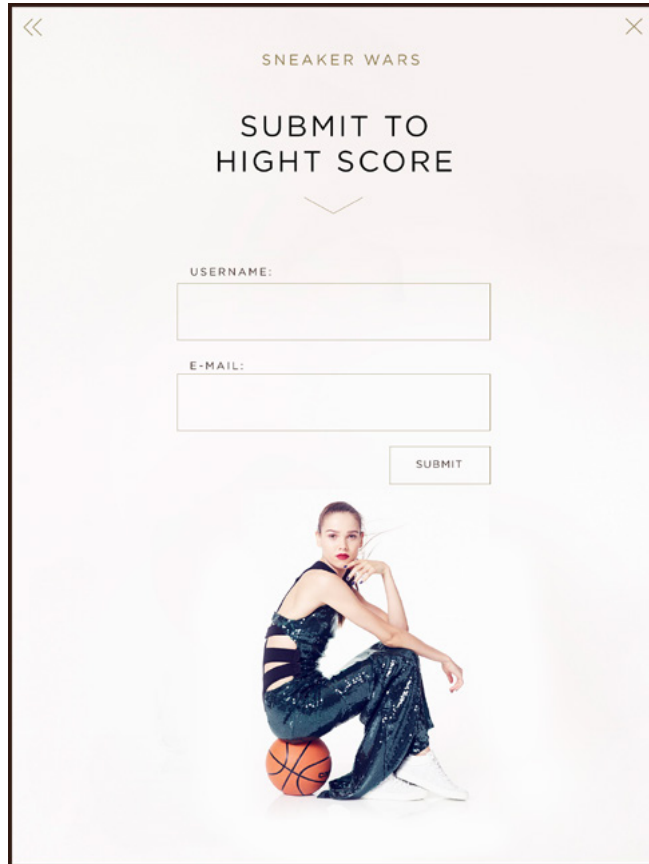 SNEAKER WARS
SUBMIT TO
HIGHT SCORE
USERNAME:
E-MAIL:
SUBMIT